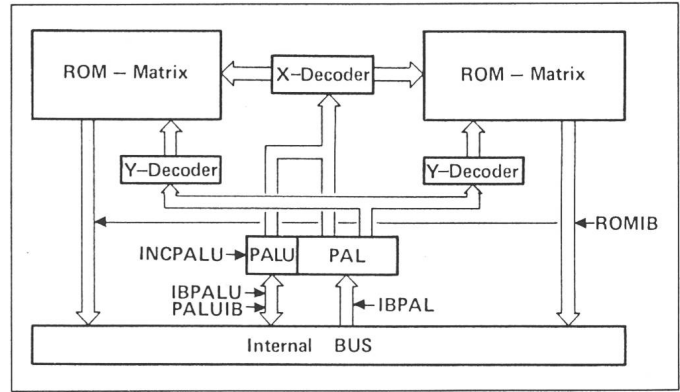 ROM – Matrix
X–Decoder
ROM – Matrix
Y–Decoder
Y–Decoder
ROMIB
INCPALU
PALU
PAL
IBPALU
PALUIB
IBPAL
Internal BUS